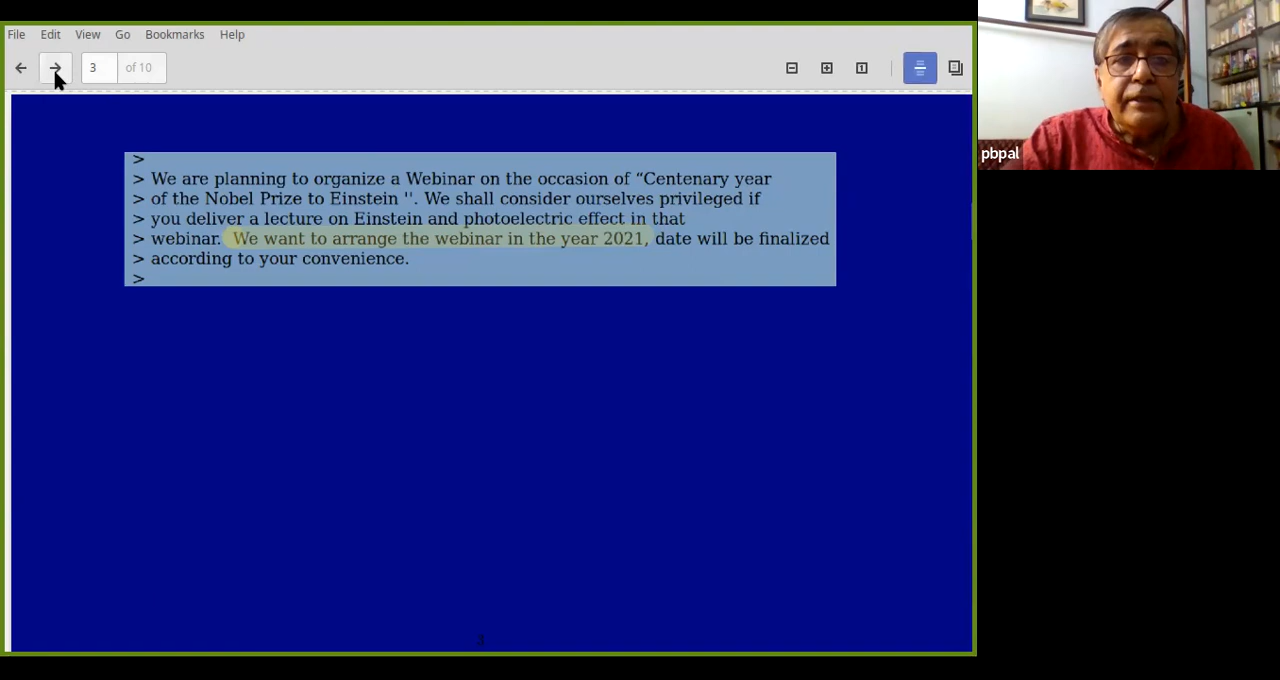 File Edit View Go Bookmarks Help
3 of 10
>
> We are planning to organize a Webinar on the occasion of “Centenary year
> of the Nobel Prize to Einstein ''. We shall consider ourselves privileged if
> you deliver a lecture on Einstein and photoelectric effect in that
> webinar.  We want to arrange the webinar in the year 2021, date will be finalized
> according to your convenience.
>
3
pbpal